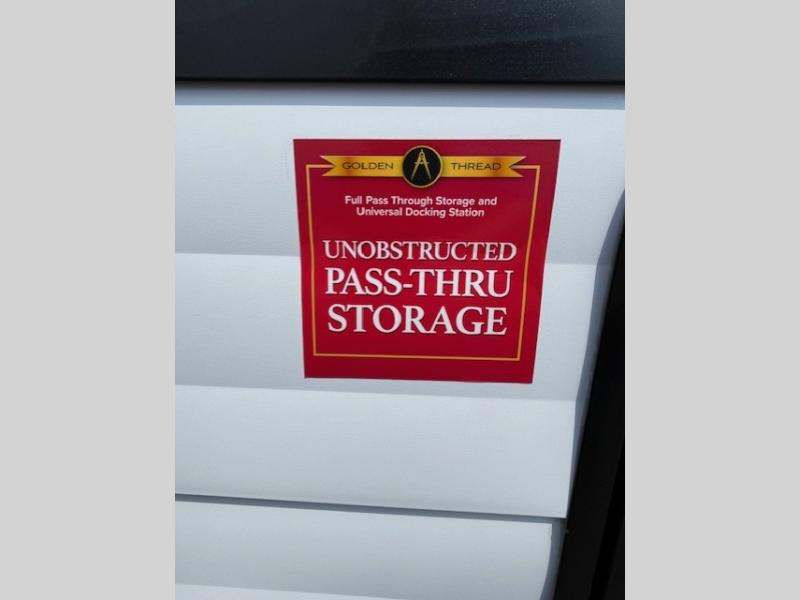 GOLDEN THREAD
Full Pass Through Storage and
Universal Docking Station
UNOBSTRUCTED
PASS-THRU
STORAGE